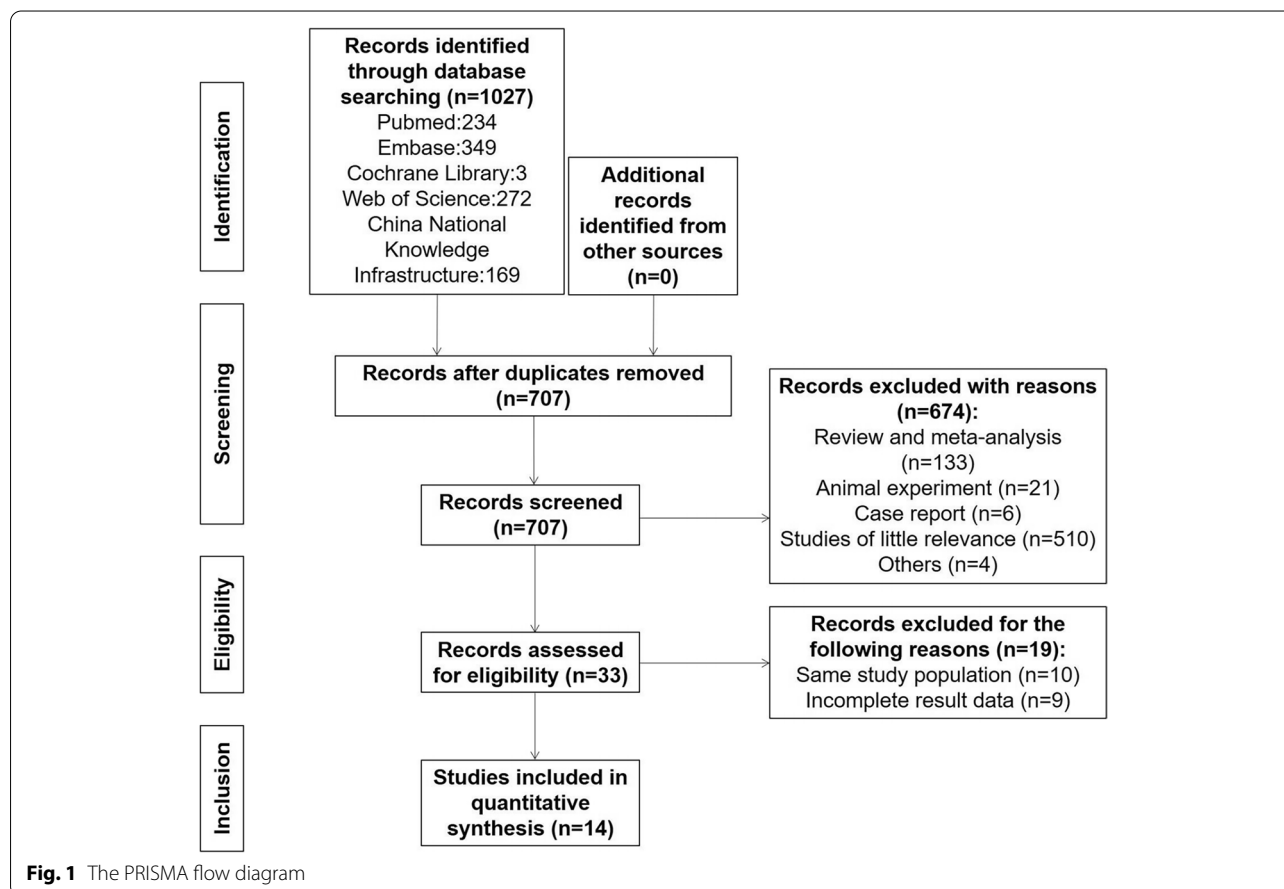 Identification
Records identified
through database
searching (n=1027)
Pubmed:234
Embase:349
Cochrane Library:3
Web of Science:272
China National
Knowledge
Infrastructure:169
Additional
records
identified from
other sources
(n=0)
Screening
Records after duplicates removed
(n=707)
Records screened
(n=707)
Records excluded with reasons
(n=674):
Review and meta-analysis
(n=133)
Animal experiment (n=21)
Case report (n=6)
Studies of little relevance (n=510)
Others (n=4)
Eligibility
Records assessed
for eligibility (n=33)
Records excluded for the
following reasons (n=19):
Same study population (n=10)
Incomplete result data (n=9)
Inclusion
Studies included in
quantitative
synthesis (n=14)
Fig. 1 The PRISMA flow diagram